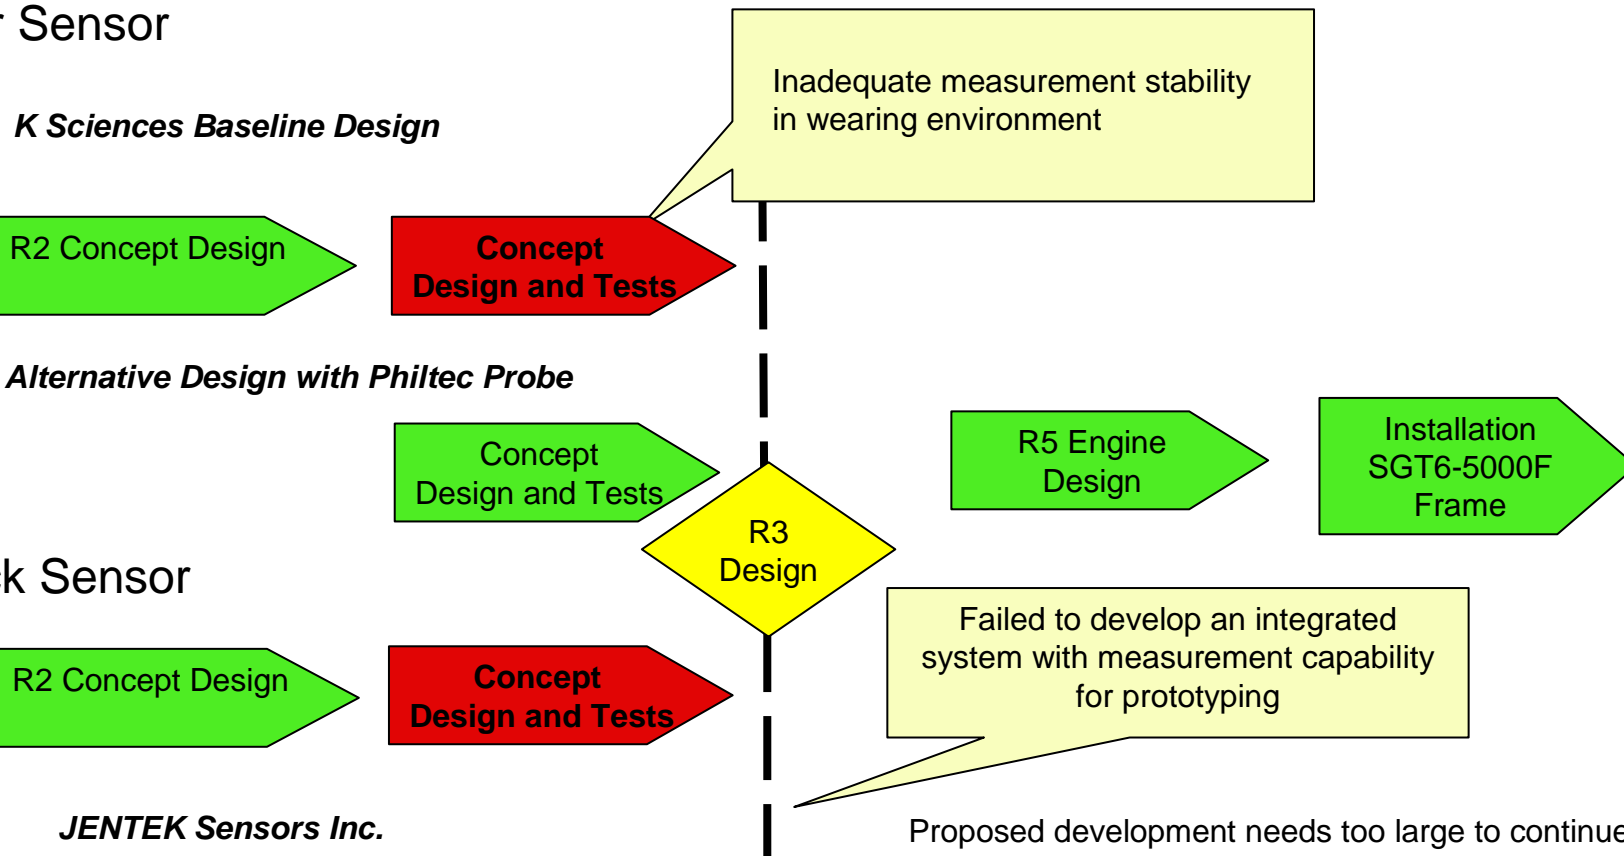 r Sensor
K Sciences Baseline Design
Inadequate measurement stability
in wearing environment
R2 Concept Design
Concept
Design and Tests
Alternative Design with Philtec Probe
Concept
Design and Tests
R3
Design
R5 Engine
Design
Installation
SGT6-5000F
Frame
ck Sensor
R2 Concept Design
Concept
Design and Tests
Failed to develop an integrated
system with measurement capability
for prototyping
JENTEK Sensors Inc.
Proposed development needs too large to continue